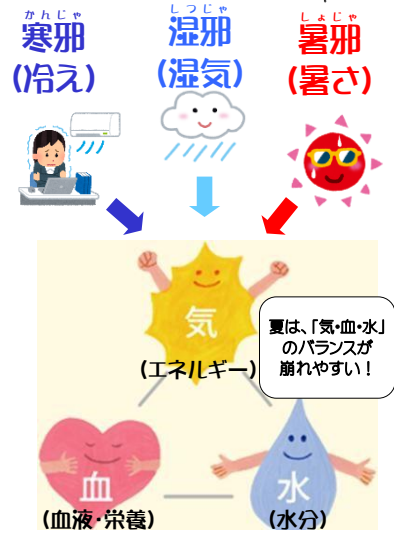 かんじゃ
寒邪
(冷え)
しつじゃ
湿邪
(湿気)
しょじゃ
暑邪
(暑さ)
気
(エネルギー)
夏は、「気・血・水」
のバランスが
崩れやすい！
血
(血液・栄養)
水
(水分)